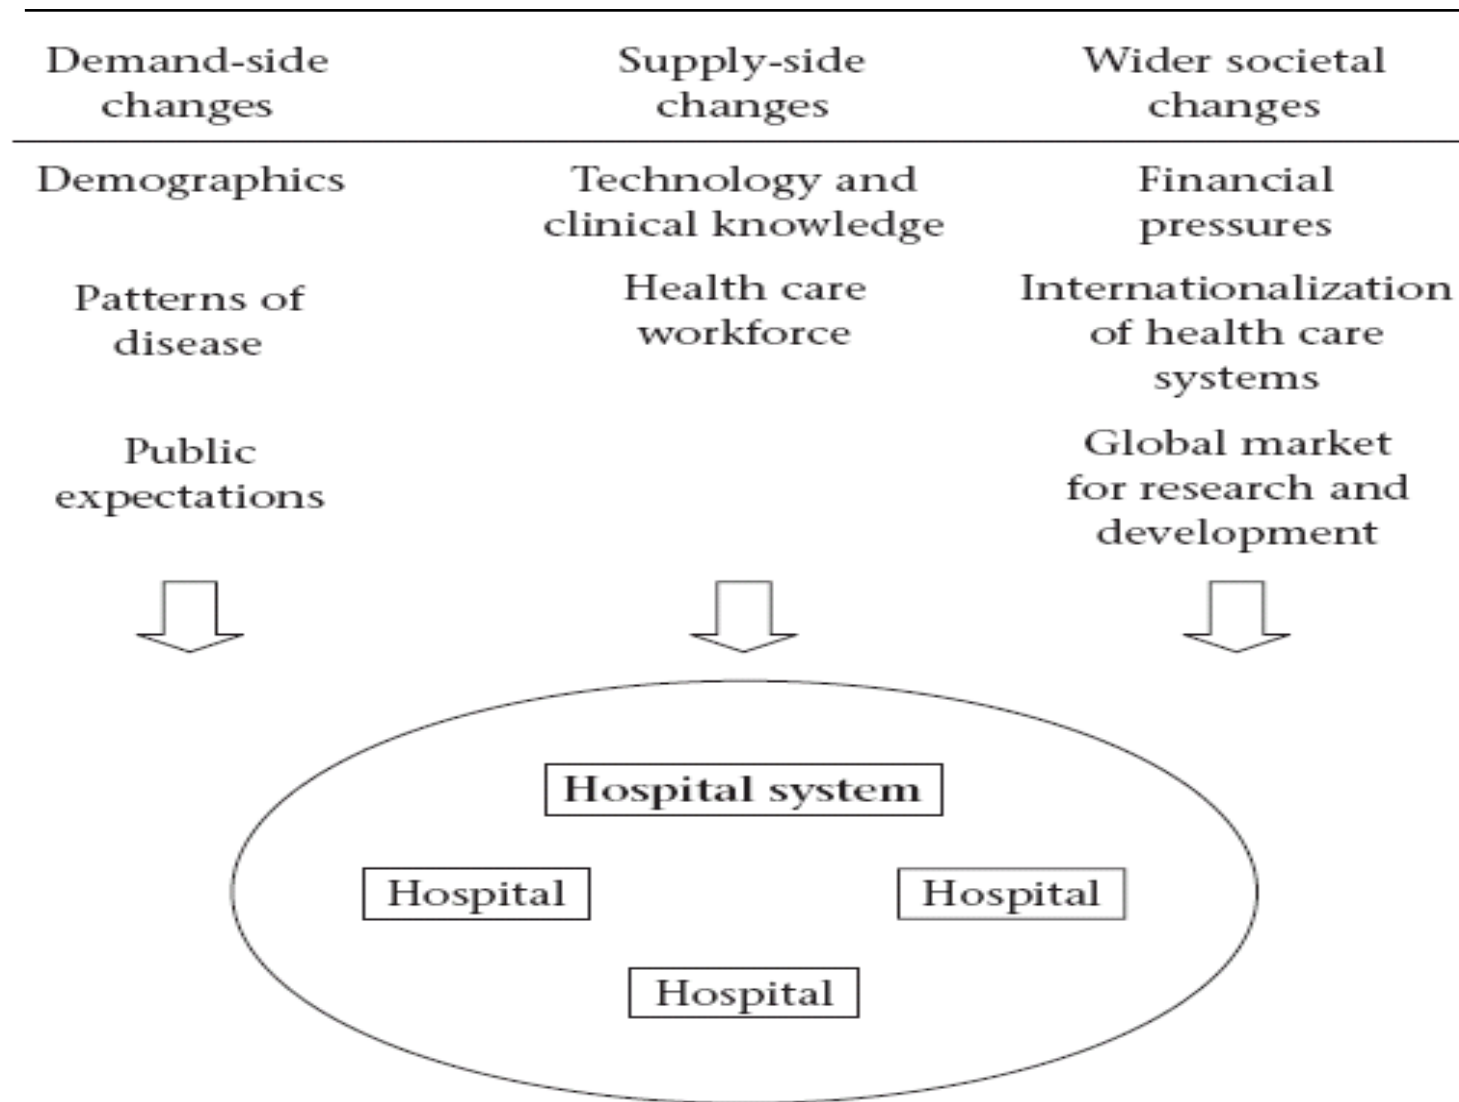 Demand-side
changes
Supply-side
changes
Wider societal
changes
Demographics
Technology and
clinical knowledge
Financial
pressures
Patterns of
disease
Health care
workforce
Internationalization
of health care
systems
Public
expectations
Global market
for research and
development
Hospital system
Hospital
Hospital
Hospital